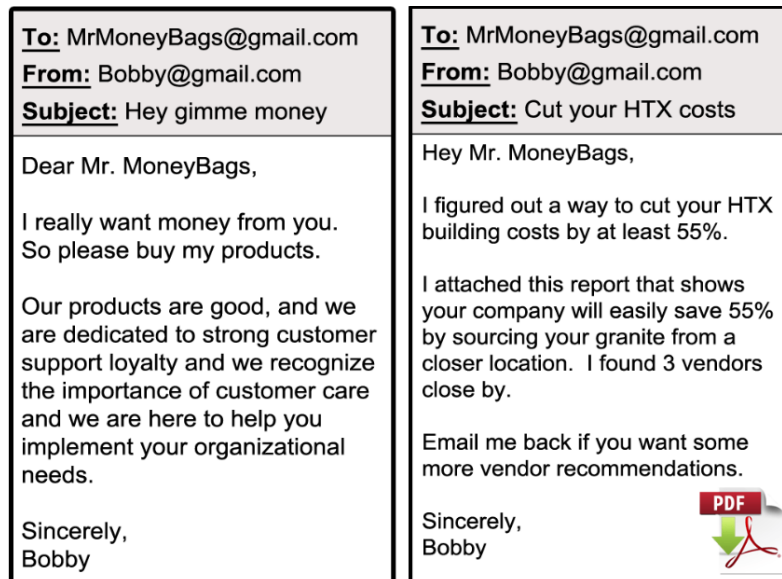 To: MrMoneyBags@gmail.com
From: Bobby@gmail.com
Subject: Hey gimme money
Dear Mr. MoneyBags,
I really want money from you.
So please buy my products.
Our products are good, and we
are dedicated to strong customer
support loyalty and we recognize
the importance of customer care
and we are here to help you
implement your organizational
needs.
Sincerely,
Bobby
To: MrMoneyBags@gmail.com
From: Bobby@gmail.com
Subject: Cut your HTX costs
Hey Mr. MoneyBags,
I figured out a way to cut your HTX
building costs by at least 55%.
I attached this report that shows
your company will easily save 55%
by sourcing your granite from a
closer location.  I found 3 vendors
close by.
Email me back if you want some
more vendor recommendations.
Sincerely,
Bobby
PDF